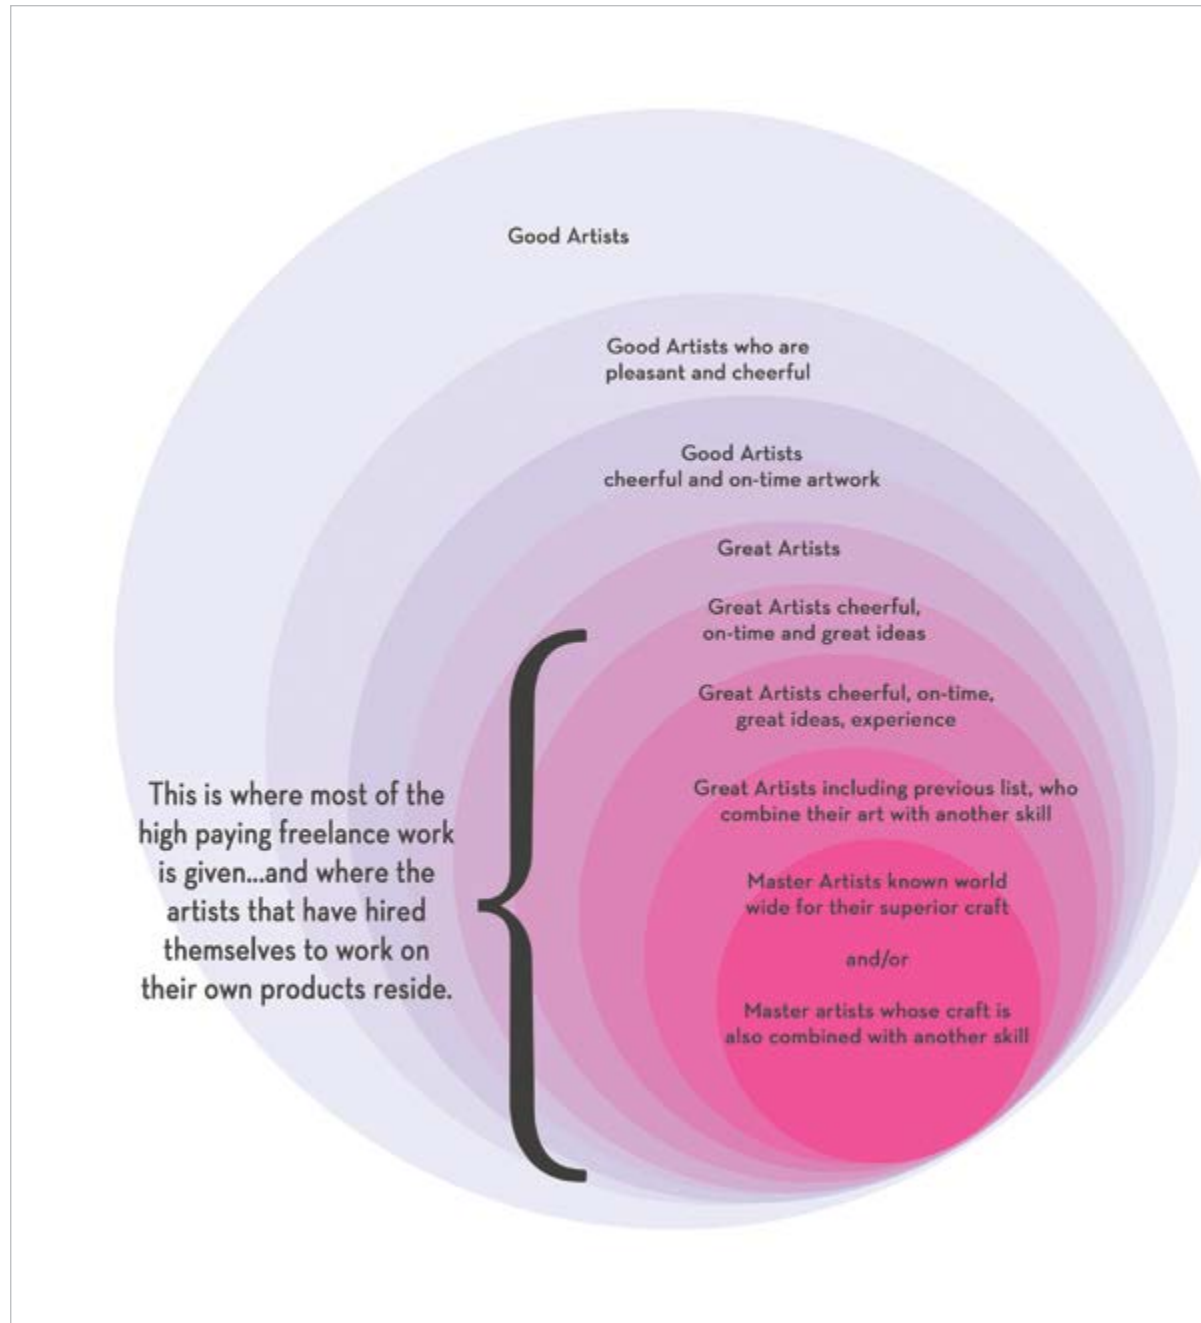 Good Artists
Good Artists who are
pleasant and cheerful
Good Artists
cheerful and on-time artwork
Great Artists
Great Artists cheerful,
on-time and great ideas
Great Artists cheerful, on-time,
great ideas, experience
Great Artists including previous list, who
combine their art with another skill
Master Artists known world
wide for their superior craft
and/or
Master artists whose craft is
also combined with another skill
This is where most of the
high paying freelance work
is given...and where the
artists that have hired
themselves to work on
their own products reside.